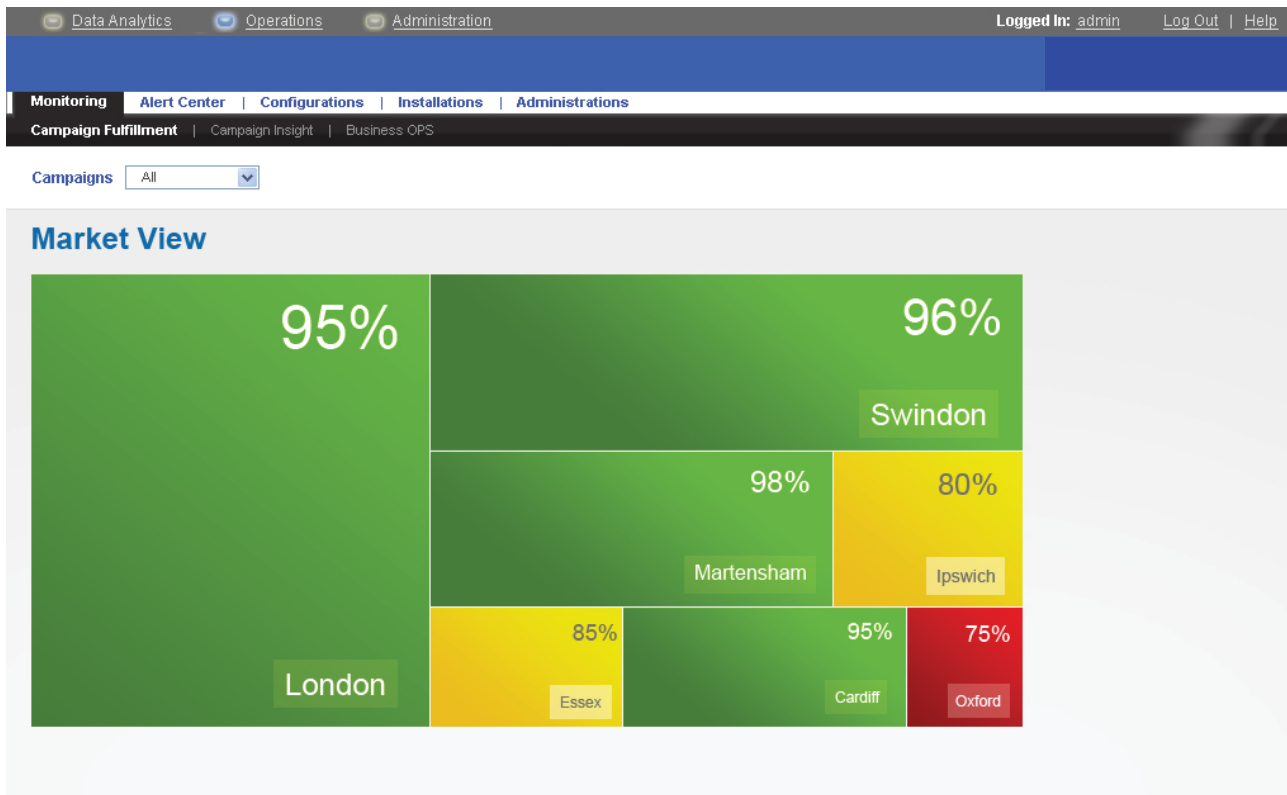 Data Analytics Operations Administration Logged In: admin Log Out | Help
Monitoring Alert Center | Configurations | Installations | Administrations
Campaign Fulfillment | Campaign Insight | Business OPS
Campaigns All
Market View
95%
London
96%
Swindon
98%
Martensham
80%
Ipswich
85%
Essex
95%
Cardiff
75%
Oxford